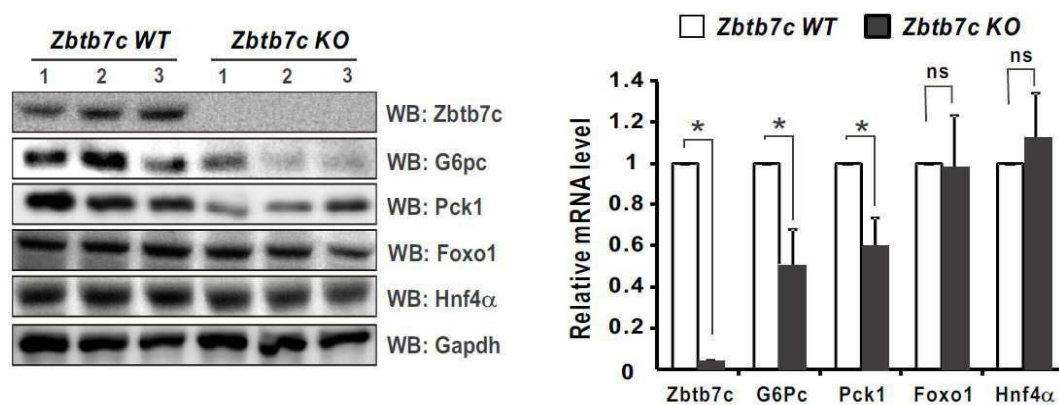 Zbtb7c WT Zbtb7c KO
1 2 3 1 2 3
WB: Zbtb7c
WB: G6pc
WB: Pck1
WB: Foxo1
WB: Hnf4α
WB: Gapdh
Zbtb7c WT Zbtb7c KO
Relative mRNA level
1.4
1.2
1
0.8
0.6
0.4
0.2
0
* * * ns ns
Zbtb7c G6Pc Pck1 Foxo1 Hnf4α